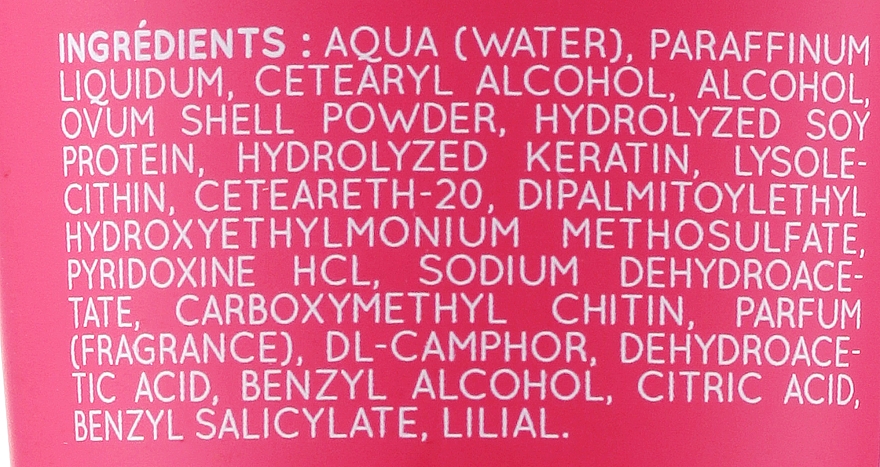 INGRÉDIENTS : AQUA (WATER), PARAFFINUM
LIQUIDUM, CETEARYL ALCOHOL, ALCOHOL,
OVUM SHELL POWDER, HYDROLYZED SOY
PROTEIN, HYDROLYZED KERATIN, LYSOLE-
CITHIN, CETEARETH-20, DIPALMITOYLETHYL
HYDROXYETHYLMONIUM METHOSULFATE,
PYRIDOXINE HCL, SODIUM DEHYDROACE-
TATE, CARBOXYMETHYL CHITIN, PARFUM
(FRAGRANCE), DL-CAMPHOR, DEHYDROACE-
TIC ACID, BENZYL ALCOHOL, CITRIC ACID,
BENZYL SALICYLATE, LILIAL.